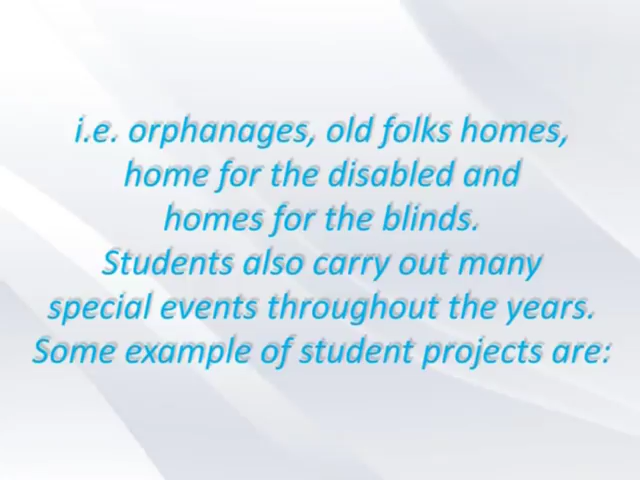 i.e. orphanages, old folks homes,
home for the disabled and
homes for the blinds.
Students also carry out many
special events throughout the years.
Some example of student projects are: